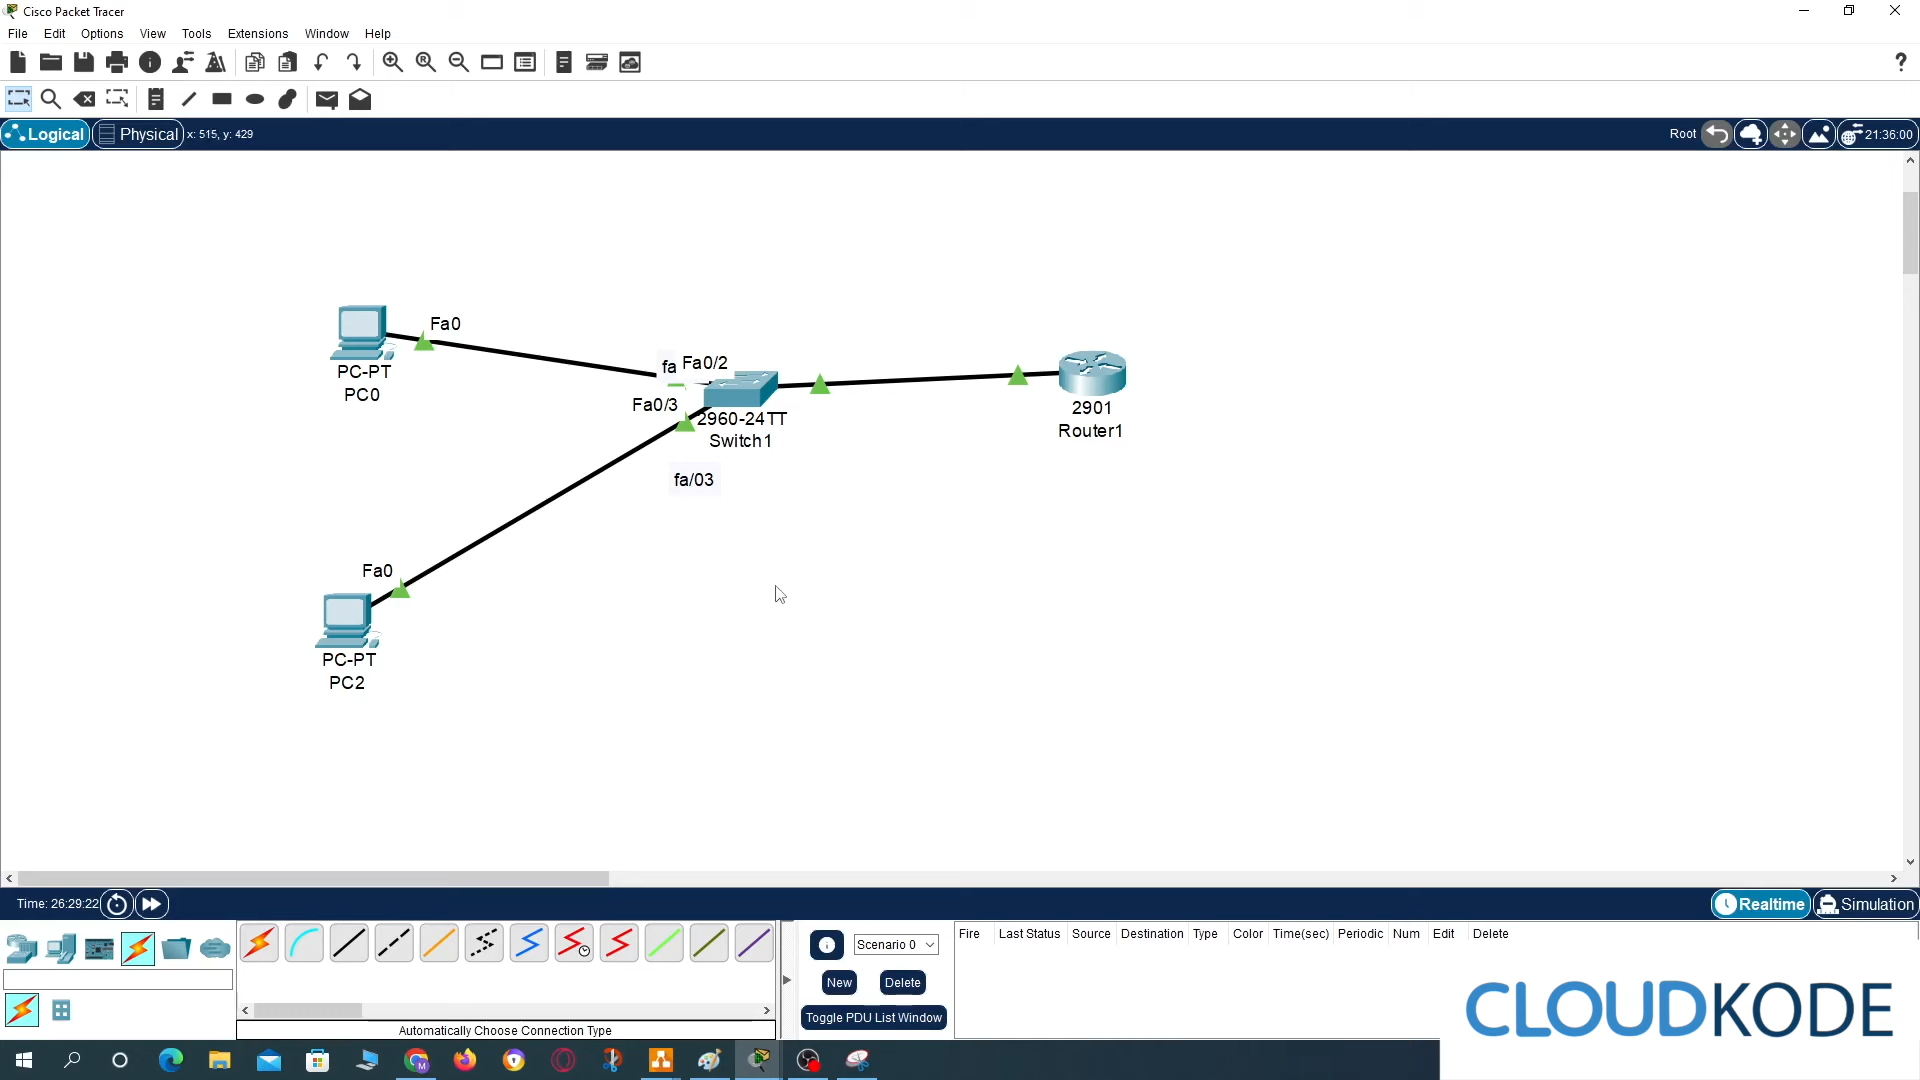 Cisco Packet Tracer
File Edit Options View Tools Extensions Window Help
?
Logical Physical x: 515, y: 429 Root 21:36:00
Fa0
PC-PT
PC0
fa Fa0/2
Fa0/3
2960-24TT
Switch1
2901
Router1
fa/03
Fa0
PC-PT
PC2
Time: 26:29:22 Realtime Simulation
Scenario 0
Fire Last Status Source Destination Type Color Time(sec) Periodic Num Edit Delete
New Delete
Toggle PDU List Window
Automatically Choose Connection Type
CLOUDKODE